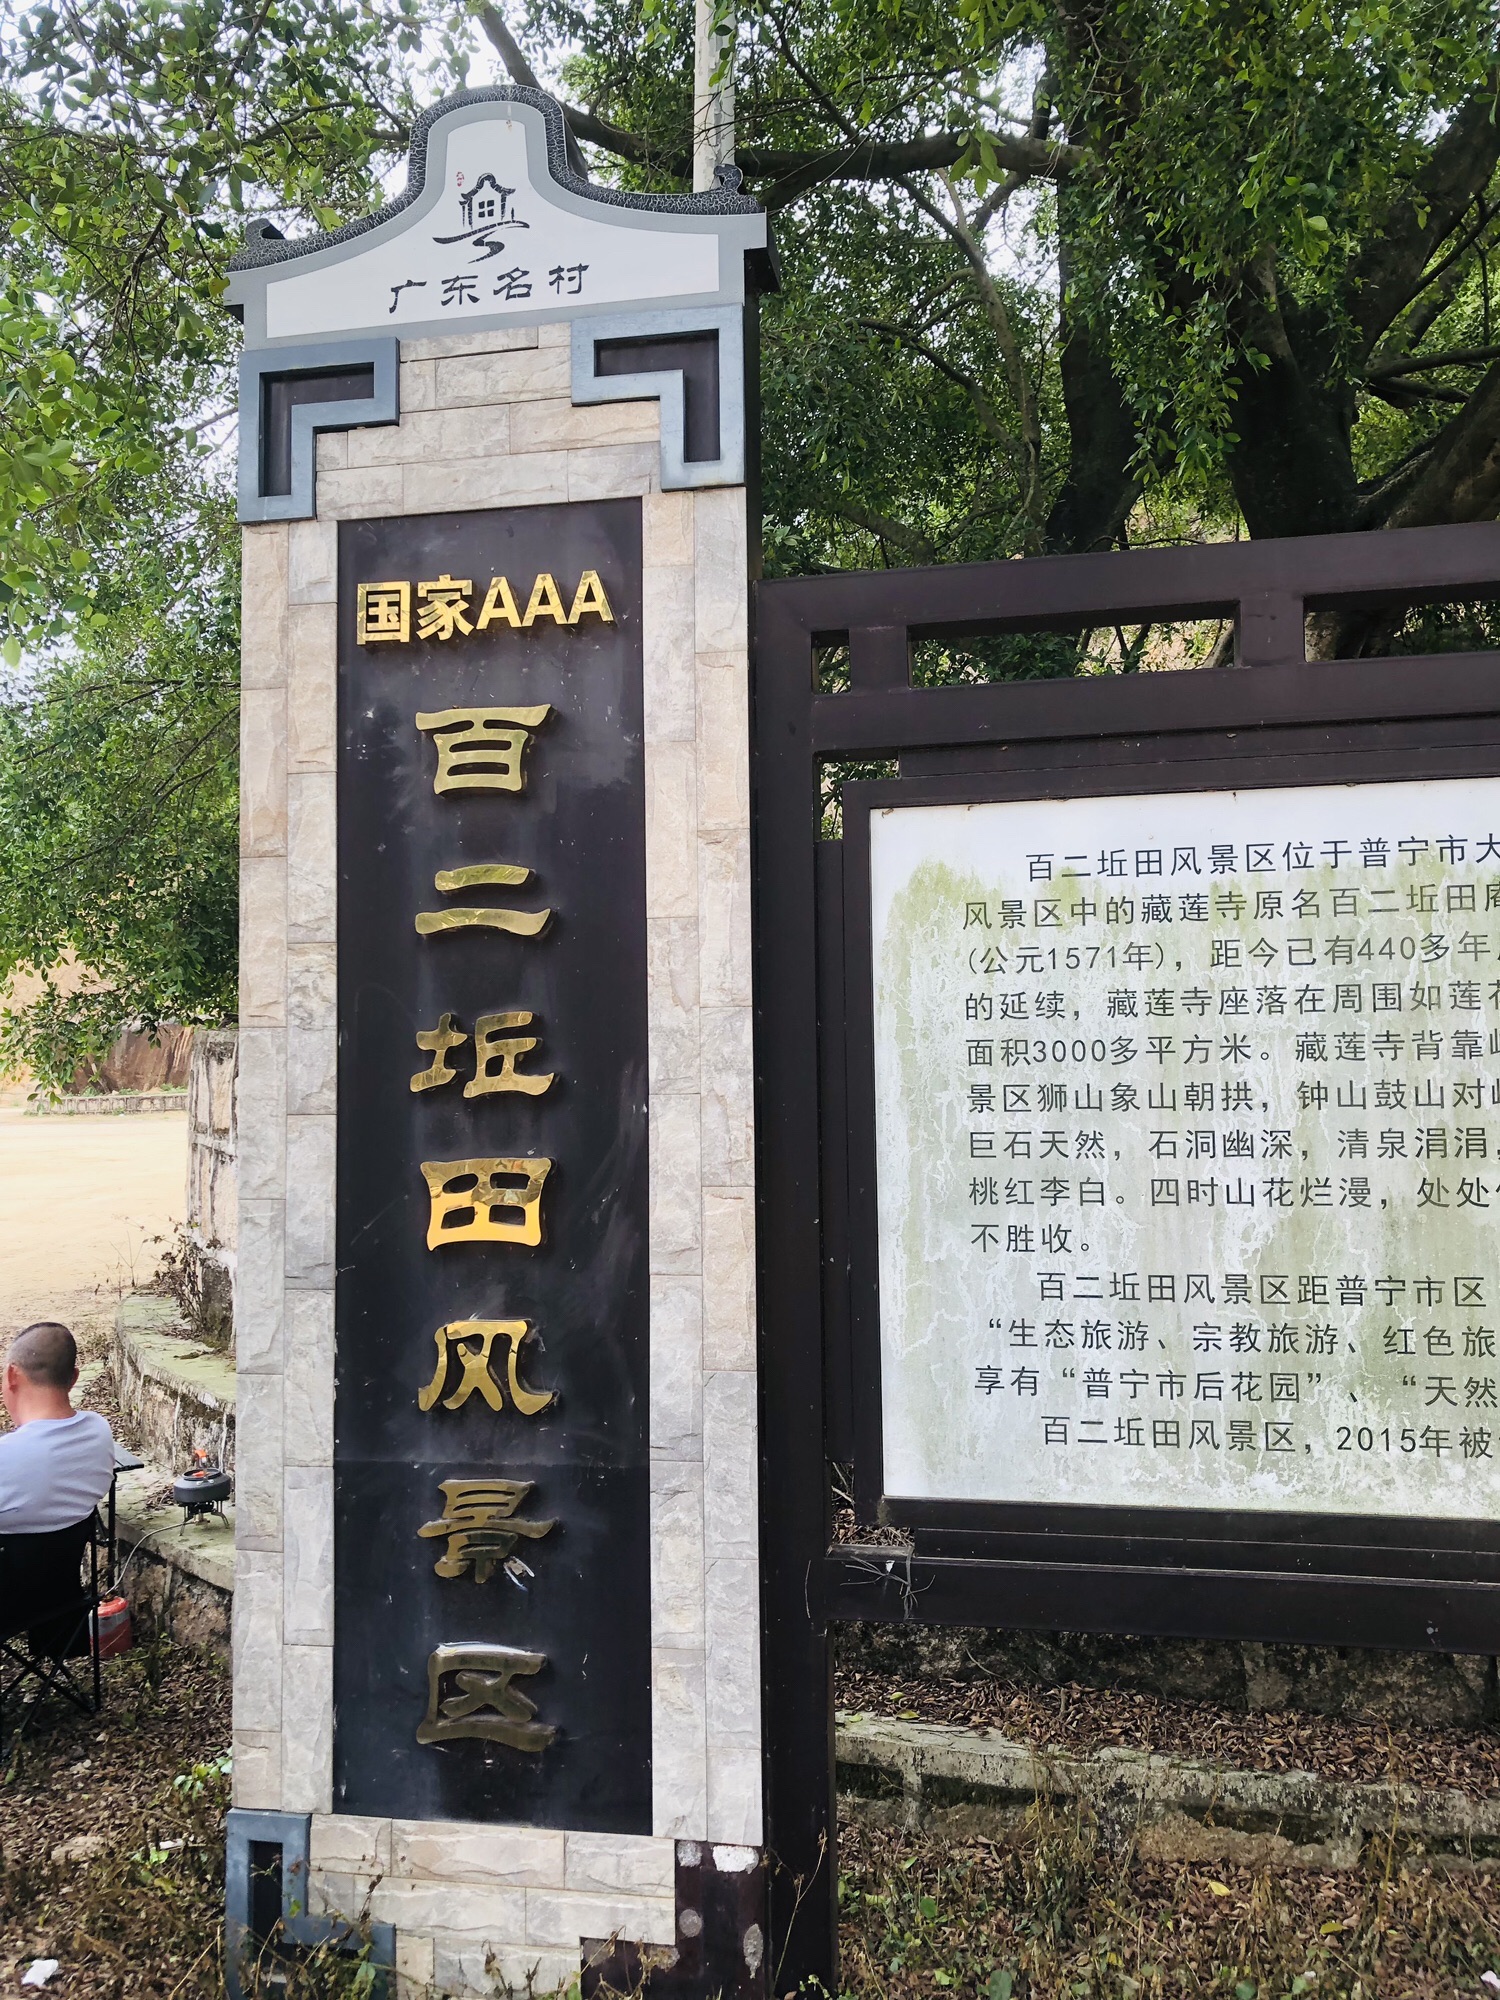 广东名村
国家AAA
百二坵田风景区
百二坵田风景区位于普宁市大
风景区中的藏莲寺原名百二坵田庵
(公元1571年)，距今已有440多年
的延续，藏莲寺座落在周围如莲花
面积3000多平方米。藏莲寺背靠
景区狮山象山朝拱，钟山鼓山对峙
巨石天然，石洞幽深，清泉涓涓，
桃红李白。四时山花烂漫，处处
不胜收。
百二坵田风景区距普宁市区
“生态旅游、宗教旅游、红色旅
享有“普宁市后花园”、“天然
百二坵田风景区，2015年被